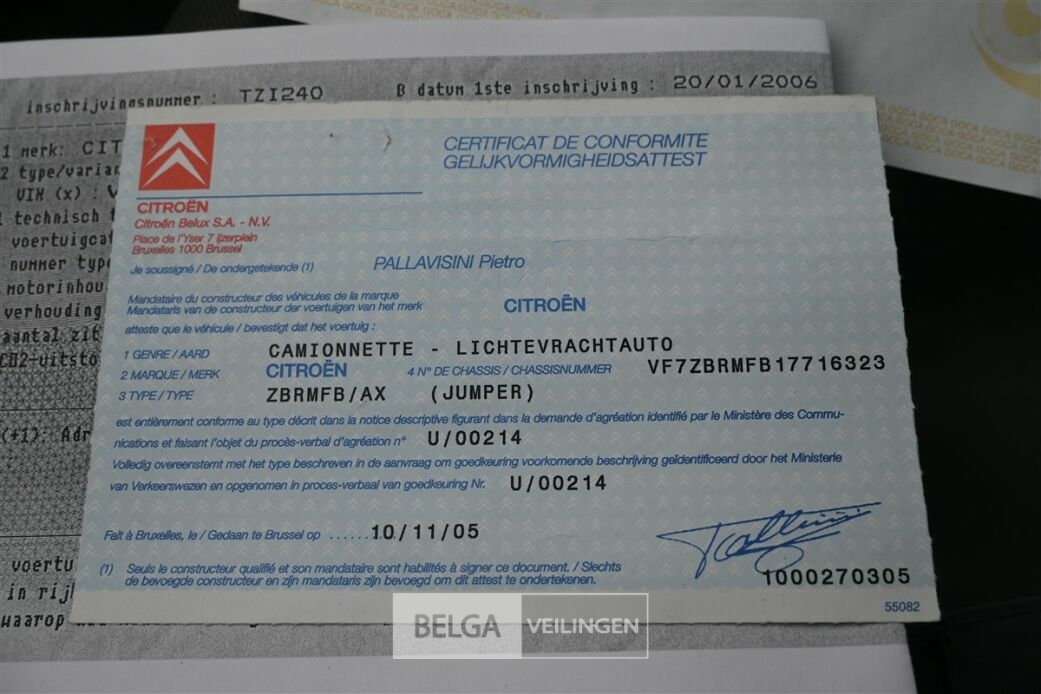 GOCA GOCA GOCA GOCA GOCA
inschrijvingsnummer : TZI240 B datum 1ste inschrijving : 20/01/2006
merk: CIT
2 type/varian
VIN (x) : V
technisch
voertuigcat
nummer type
motorinhou
verhouding
aantal zit
CO2-uitsto
(+1): Adr
voertu
in rij
waarop
CERTIFICAT DE CONFORMITE
GELIJKVORMIGHEIDSATTEST
CITROËN
Citroën Belux S.A. - N.V.
Place de l'Yser 7 Ijzerplein
Bruxelles 1000 Brussel
Je soussigné / De ondergetekende (1) PALLAVISINI Pietro
Mandataire du constructeur des véhicules de la marque
Mandataris van de constructeur der voertuigen van het merk CITROËN
atteste que le véhicule / bevestigt dat het voertuig :
1 GENRE / AARD CAMIONNETTE - LICHTEVRACHTAUTO
2 MARQUE / MERK CITROËN 4 N° DE CHASSIS / CHASSISNUMMER VF7ZBRMFB17716323
3 TYPE / TYPE ZBRMFB/AX (JUMPER)
est entièrement conforme au type décrit dans la notice descriptive figurant dans la demande d'agréation identifié par le Ministère des Commu-
nications et faisant l'objet du procès-verbal d'agréation n° U/00214
Volledig overeenstemt met het type beschreven in de aanvraag om goedkeuring voorkomende beschrijving geïdentificeerd door het Ministerie
van Verkeerswezen en opgenomen in proces-verbaal van goedkeuring Nr. U/00214
Fait à Bruxelles, le / Gedaan te Brussel op ...... 10/11/05
(1) Seuls le constructeur qualifié et son mandataire sont habilités à signer ce document. / Slechts
de bevoegde constructeur en zijn mandataris zijn bevoegd om dit attest te ondertekenen.
1000270305
55082
BELGA VEILINGEN